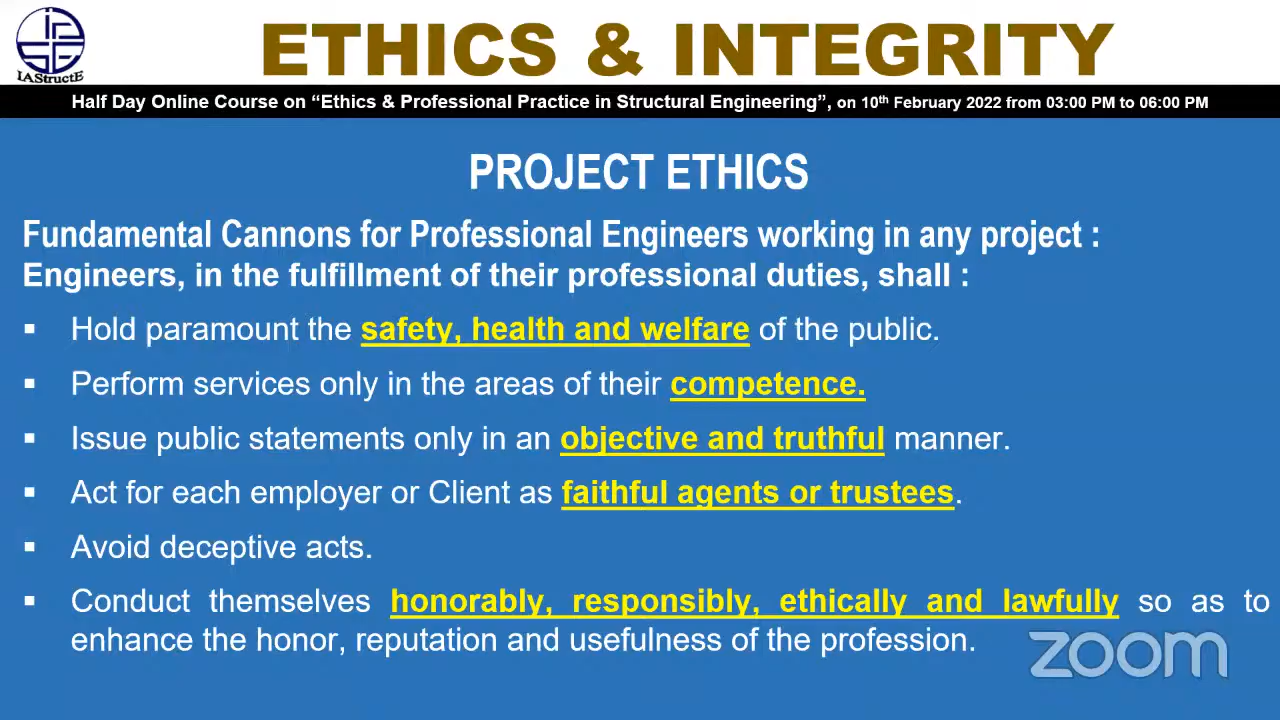 IAStructE
ETHICS & INTEGRITY
Half Day Online Course on “Ethics & Professional Practice in Structural Engineering”, on 10th February 2022 from 03:00 PM to 06:00 PM
PROJECT ETHICS
Fundamental Cannons for Professional Engineers working in any project :
Engineers, in the fulfillment of their professional duties, shall :
▪ Hold paramount the safety, health and welfare of the public.
▪ Perform services only in the areas of their competence.
▪ Issue public statements only in an objective and truthful manner.
▪ Act for each employer or Client as faithful agents or trustees.
▪ Avoid deceptive acts.
▪ Conduct themselves honorably, responsibly, ethically and lawfully so as to
enhance the honor, reputation and usefulness of the profession.
zoom